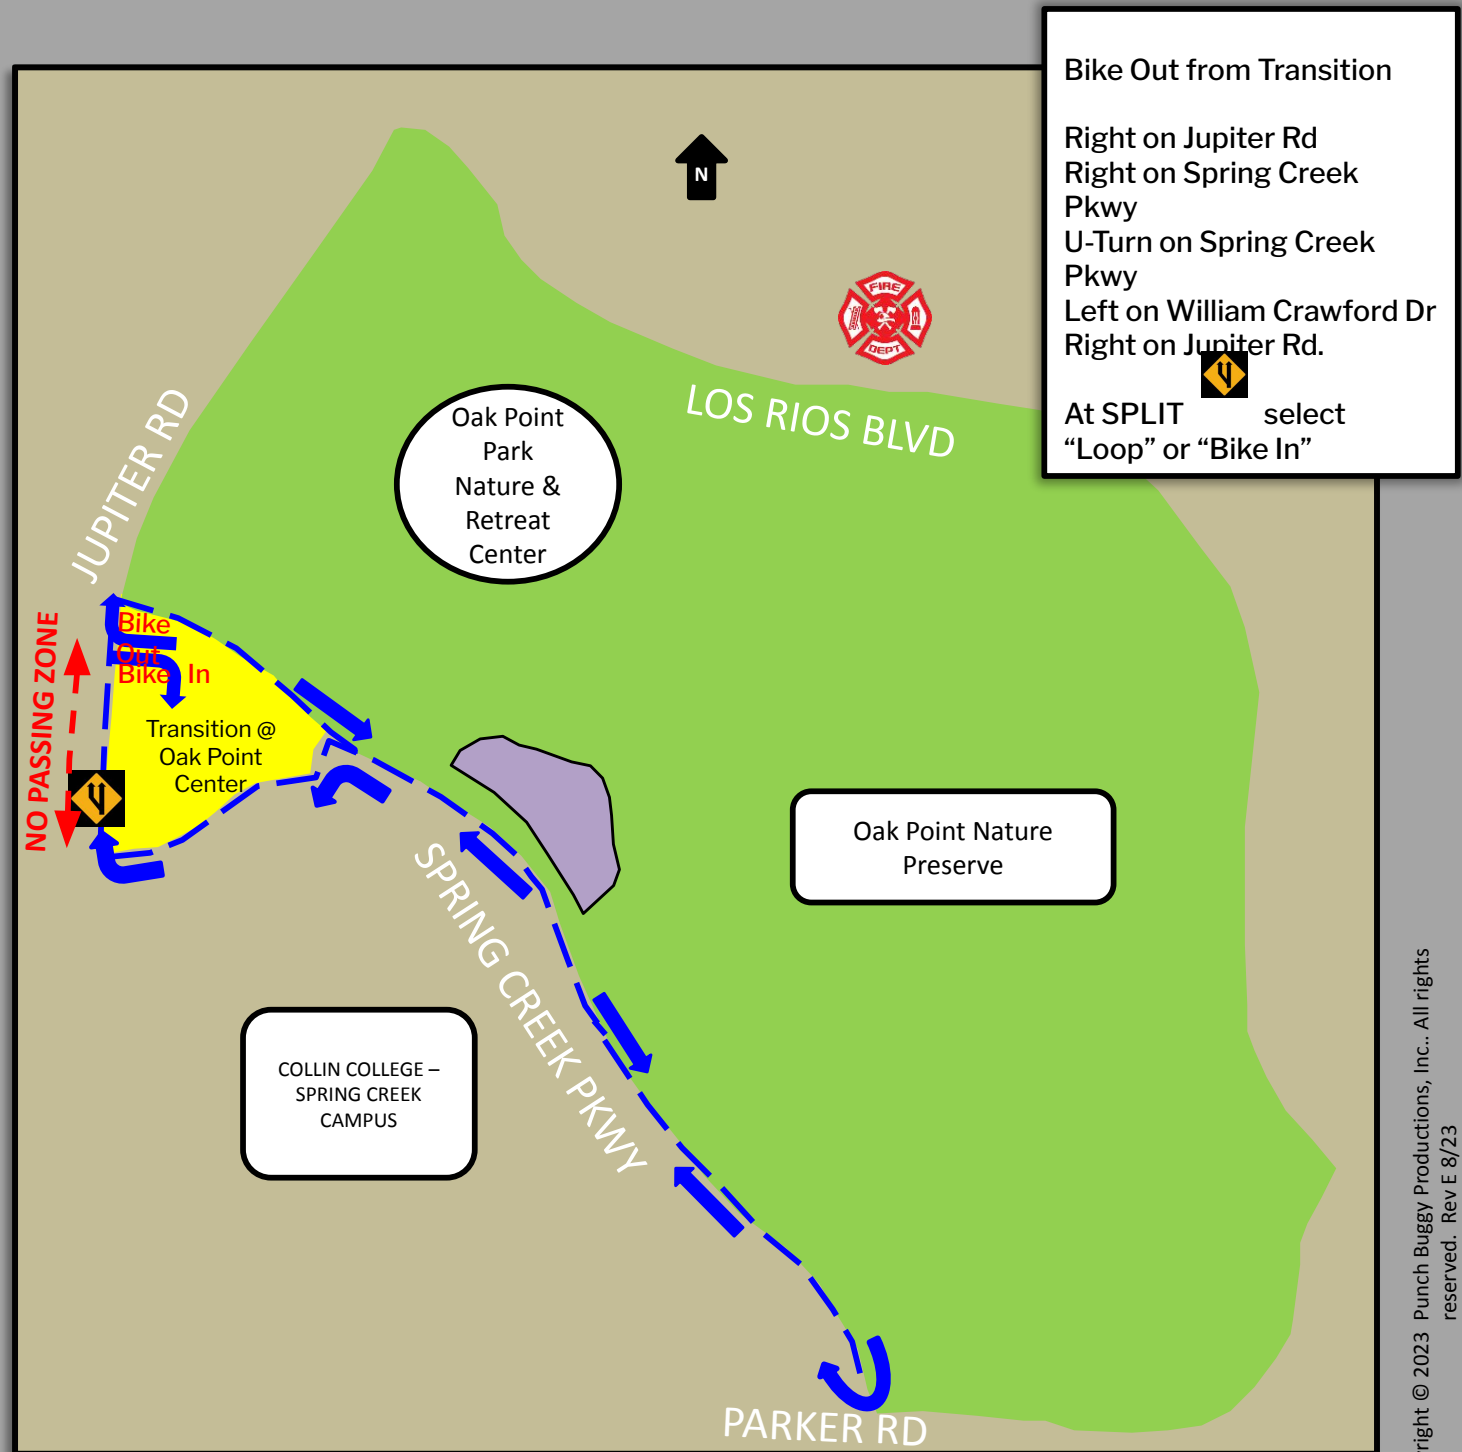 Bike Out from Transition
Right on Jupiter Rd
Right on Spring Creek
Pkwy
U-Turn on Spring Creek
Pkwy
Left on William Crawford Dr
Right on Jupiter Rd.
At SPLIT select
“Loop” or “Bike In”
N
FIRE
DEPT
LOS RIOS BLVD
JUPITER RD
Oak Point
Park
Nature &
Retreat
Center
NO PASSING ZONE
Bike
Out
Bike In
Transition @
Oak Point
Center
Oak Point Nature
Preserve
SPRING CREEK PKWY
COLLIN COLLEGE –
SPRING CREEK
CAMPUS
PARKER RD
right © 2023 Punch Buggy Productions, Inc.. All rights
reserved. Rev E 8/23